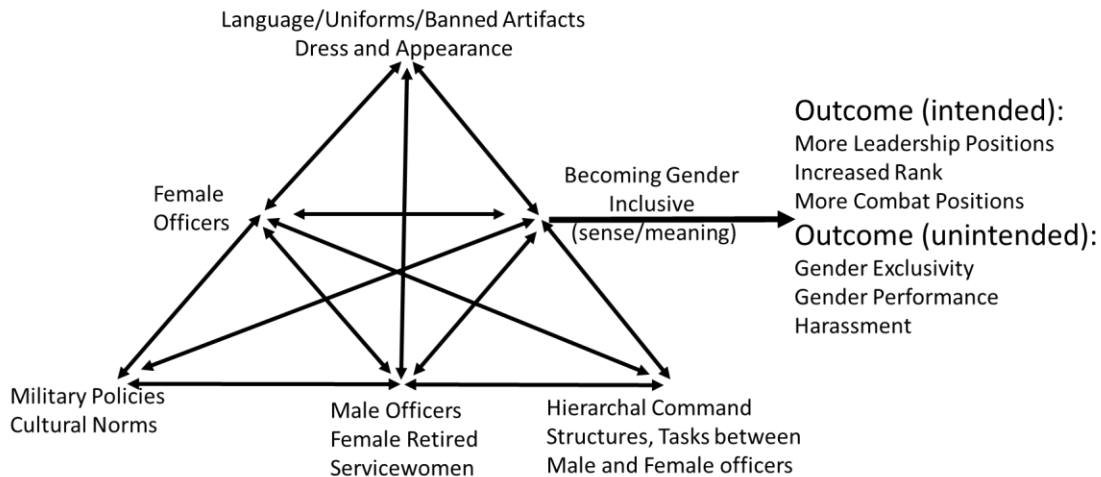 Language/Uniforms/Banned Artifacts
Dress and Appearance
Female
Officers
Becoming Gender
Inclusive
(sense/meaning)
Outcome (intended):
More Leadership Positions
Increased Rank
More Combat Positions
Outcome (unintended):
Gender Exclusivity
Gender Performance
Harassment
Military Policies
Cultural Norms
Male Officers
Female Retired
Servicewomen
Hierarchal Command
Structures, Tasks between
Male and Female officers